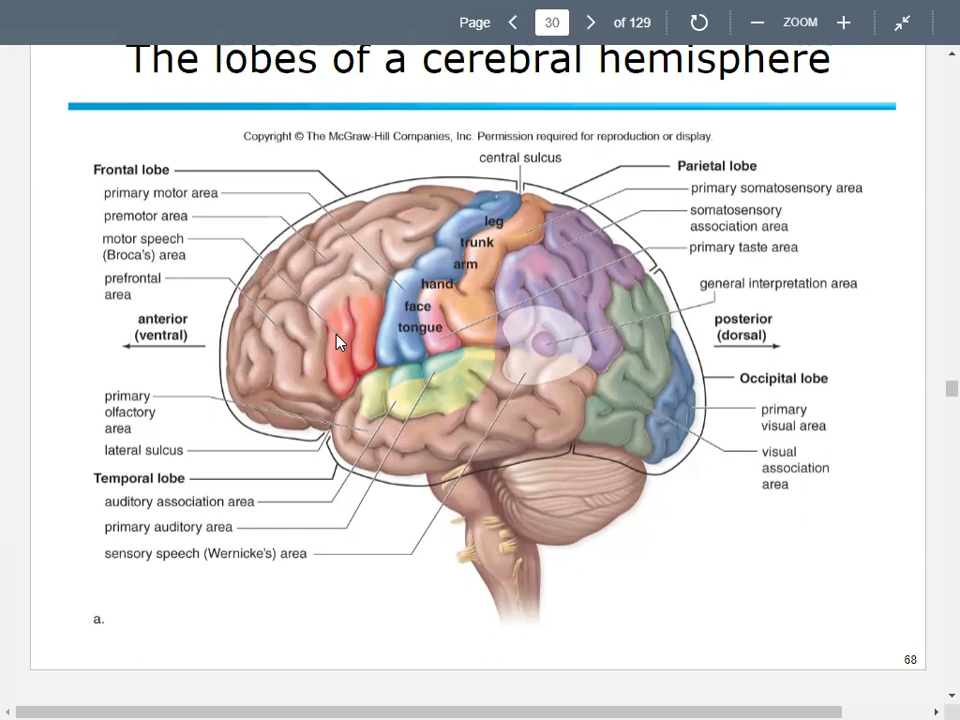 Page 30 of 129 ZOOM
The lobes of a cerebral hemisphere
Copyright © The McGraw-Hill Companies, Inc. Permission required for reproduction or display.
central sulcus
Frontal lobe
primary motor area
premotor area
motor speech
(Broca's) area
prefrontal
area
anterior
(ventral)
primary
olfactory
area
lateral sulcus
Temporal lobe
auditory association area
primary auditory area
sensory speech (Wernicke's) area
leg
trunk
arm
hand
face
tongue
Parietal lobe
primary somatosensory area
somatosensory
association area
primary taste area
general interpretation area
posterior
(dorsal)
Occipital lobe
primary
visual area
visual
association
area
a.
68